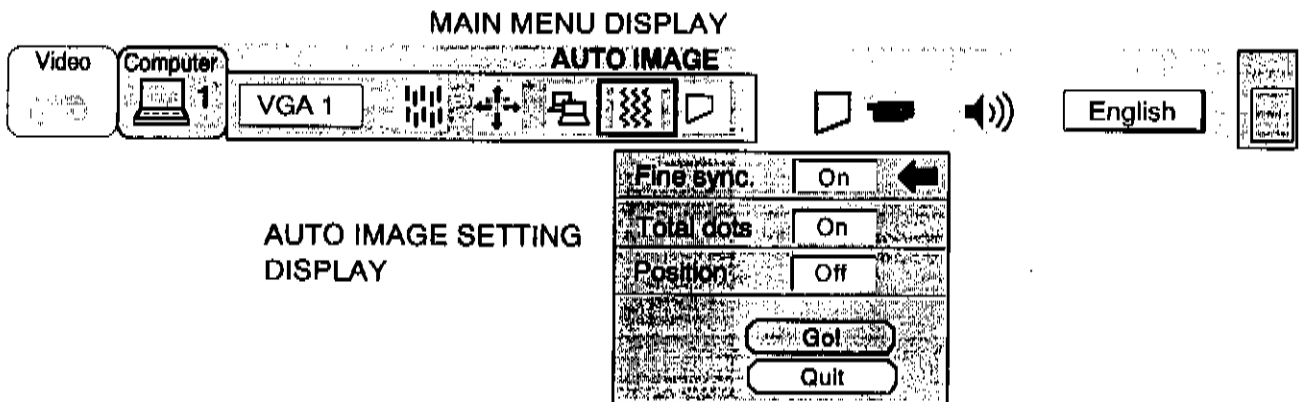 MAIN MENU DISPLAY
AUTO IMAGE
Video
Computer
1
VGA 1
English
Fine sync. On
Total dots On
Position Off
AUTO IMAGE SETTING
DISPLAY
Go!
Quit